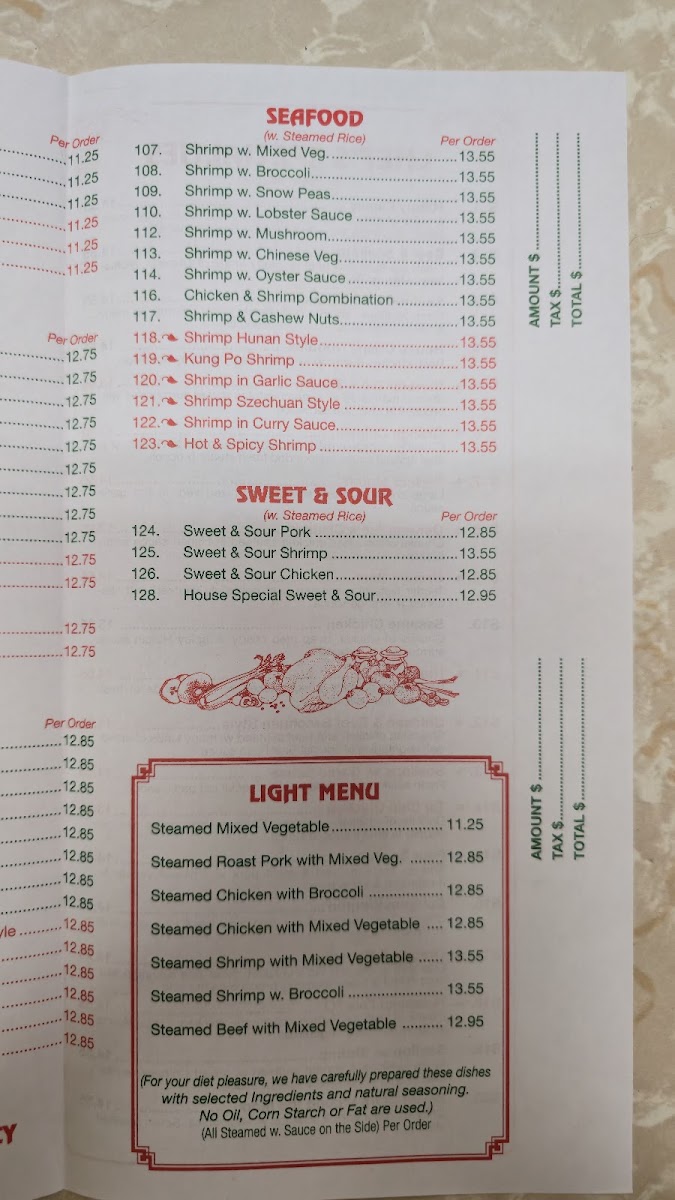 Per Order
11.25
11.25
11.25
11.25
11.25
11.25
Per Order
12.75
12.75
12.75
12.75
12.75
12.75
12.75
12.75
12.75
12.75
12.75
12.75
12.75
Per Order
12.85
12.85
12.85
12.85
12.85
12.85
12.85
12.85
yle.........12.85
12.85
12.85
12.85
12.85
12.85
SEAFOOD
(w. Steamed Rice) Per Order
107. Shrimp w. Mixed Veg. 13.55
108. Shrimp w. Broccoli 13.55
109. Shrimp w. Snow Peas 13.55
110. Shrimp w. Lobster Sauce 13.55
112. Shrimp w. Mushroom 13.55
113. Shrimp w. Chinese Veg. 13.55
114. Shrimp w. Oyster Sauce 13.55
116. Chicken & Shrimp Combination 13.55
117. Shrimp & Cashew Nuts 13.55
118. Shrimp Hunan Style 13.55
119. Kung Po Shrimp 13.55
120. Shrimp in Garlic Sauce 13.55
121. Shrimp Szechuan Style 13.55
122. Shrimp in Curry Sauce 13.55
123. Hot & Spicy Shrimp 13.55
SWEET & SOUR
(w. Steamed Rice) Per Order
124. Sweet & Sour Pork 12.85
125. Sweet & Sour Shrimp 13.55
126. Sweet & Sour Chicken 12.85
128. House Special Sweet & Sour 12.95
LIGHT MENU
Steamed Mixed Vegetable 11.25
Steamed Roast Pork with Mixed Veg. 12.85
Steamed Chicken with Broccoli 12.85
Steamed Chicken with Mixed Vegetable 12.85
Steamed Shrimp with Mixed Vegetable 13.55
Steamed Shrimp w. Broccoli 13.55
Steamed Beef with Mixed Vegetable 12.95
(For your diet pleasure, we have carefully prepared these dishes
with selected Ingredients and natural seasoning.
No Oil, Corn Starch or Fat are used.)
(All Steamed w. Sauce on the Side) Per Order
AMOUNT $
TAX $
TOTAL $
AMOUNT $
TAX $
TOTAL $